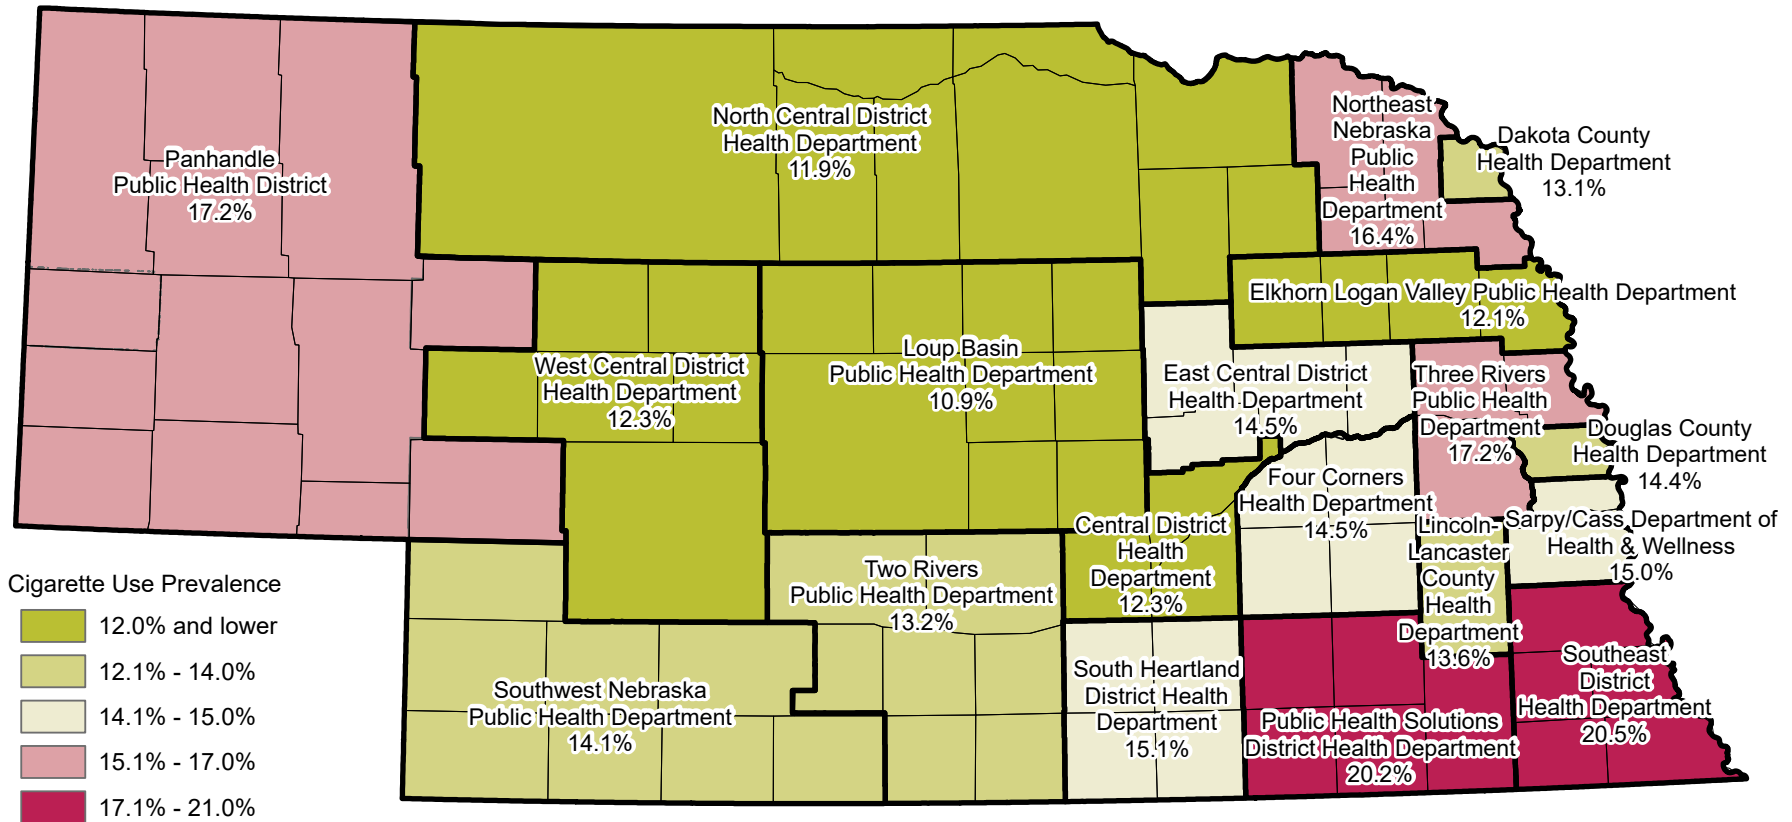 North Central District
Health Department
11.9%
Panhandle
Public Health District
17.2%
Northeast
Nebraska
Public
Health
Department
16.4%
Dakota County
Health Department
13.1%
Elkhorn Logan Valley Public Health Department
12.1%
West Central District
Health Department
12.3%
Loup Basin
Public Health Department
10.9%
East Central District
Health Department
14.5%
Three Rivers
Public Health
Department
17.2%
Douglas County
Health Department
14.4%
Four Corners
Health Department
14.5%
Central District
Health
Department
12.3%
Lincoln-
Lancaster
County
Health
Department
13.6%
Sarpy/Cass Department of
Health & Wellness
15.0%
Two Rivers
Public Health Department
13.2%
Southwest Nebraska
Public Health Department
14.1%
South Heartland
District Health
Department
15.1%
Public Health Solutions
District Health Department
20.2%
Southeast
District
Health Department
20.5%
Cigarette Use Prevalence
12.0% and lower
12.1% - 14.0%
14.1% - 15.0%
15.1% - 17.0%
17.1% - 21.0%